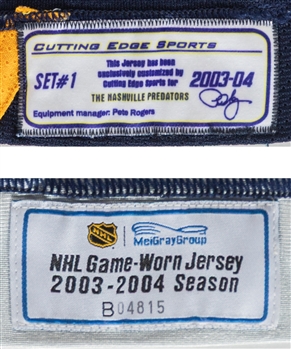 CUTTING EDGE SPORTS
This Jersey has been
exclusively customized by
Cutting Edge Sports for
SET#1
2003-04
THE NASHVILLE PREDATORS
Equipment manager: Pete Rogers
NHL
MeiGrayGroup
NHL Game-Worn Jersey
2003-2004 Season
B04815